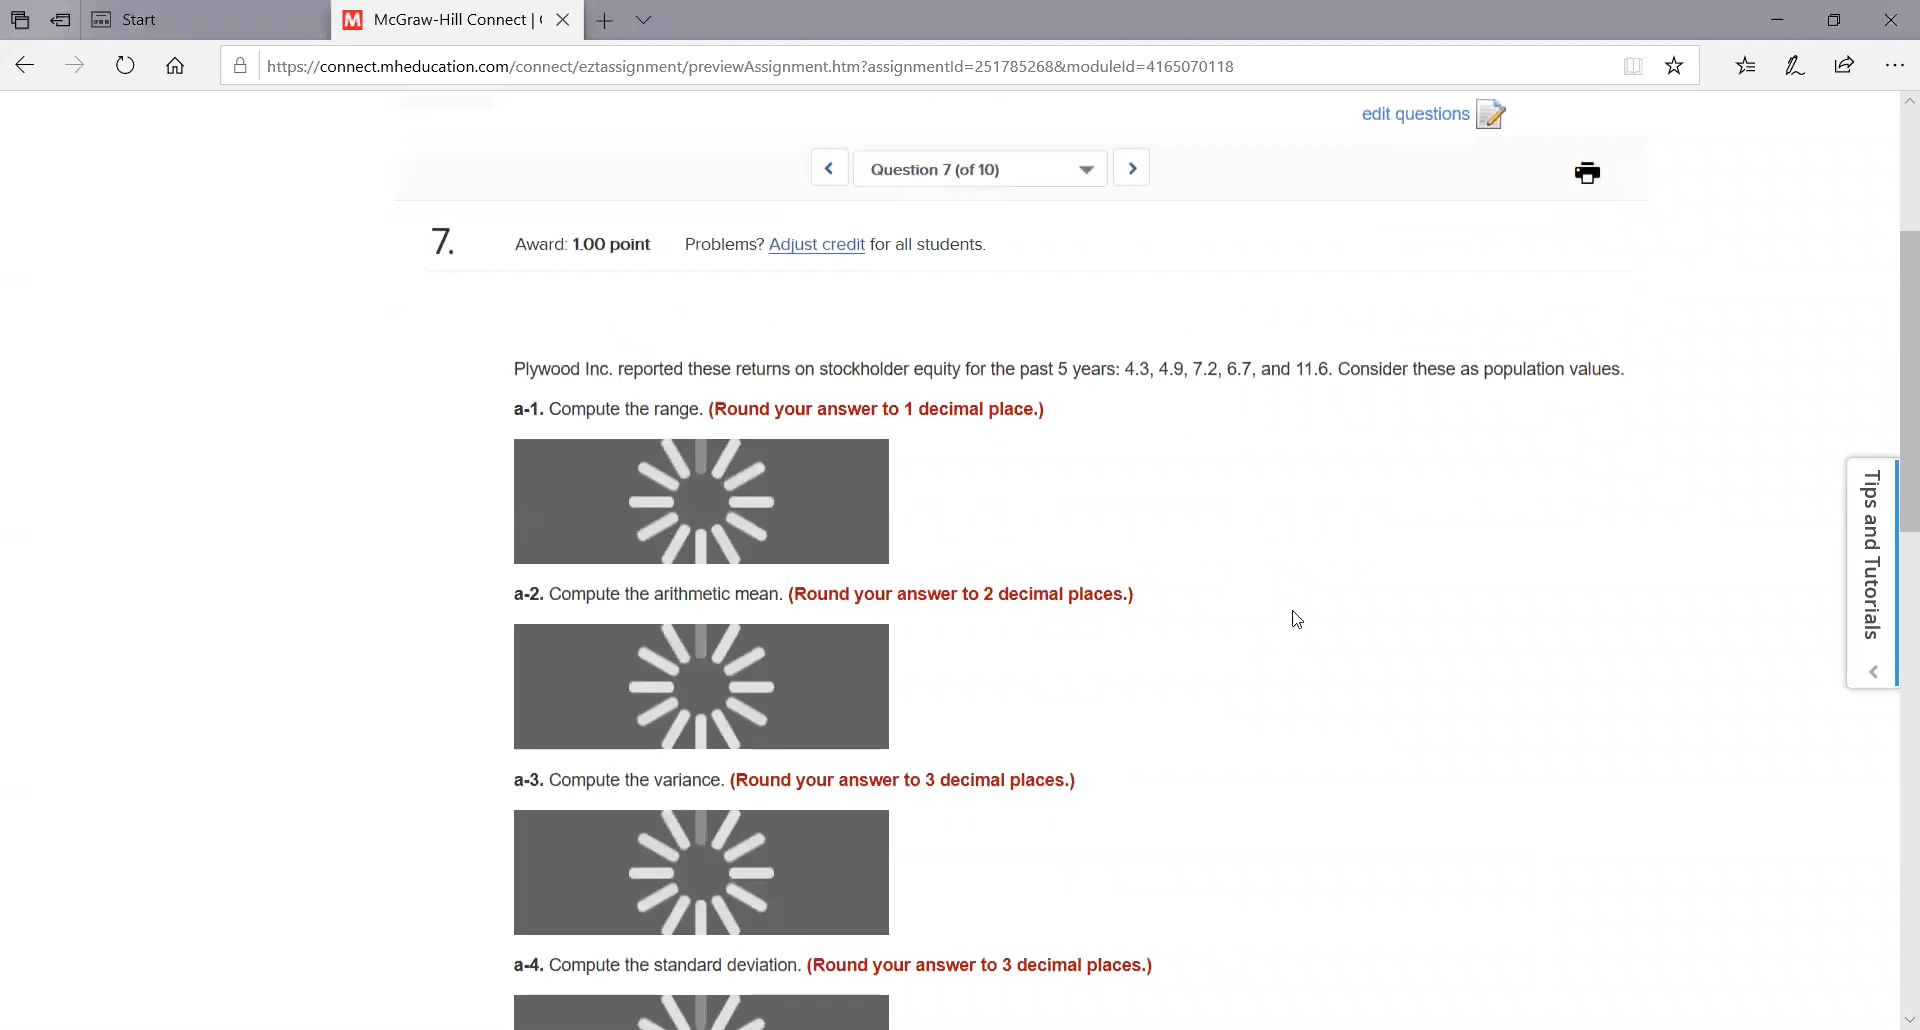 Start
McGraw-Hill Connect | (
https://connect.mheducation.com/connect/eztassignment/previewAssignment.htm?assignmentId=251785268&moduleId=4165070118
edit questions
Question 7 (of 10)
7.
Award: 1.00 point Problems? Adjust credit for all students.
Plywood Inc. reported these returns on stockholder equity for the past 5 years: 4.3, 4.9, 7.2, 6.7, and 11.6. Consider these as population values.
a-1. Compute the range. (Round your answer to 1 decimal place.)
a-2. Compute the arithmetic mean. (Round your answer to 2 decimal places.)
a-3. Compute the variance. (Round your answer to 3 decimal places.)
a-4. Compute the standard deviation. (Round your answer to 3 decimal places.)
Tips and Tutorials